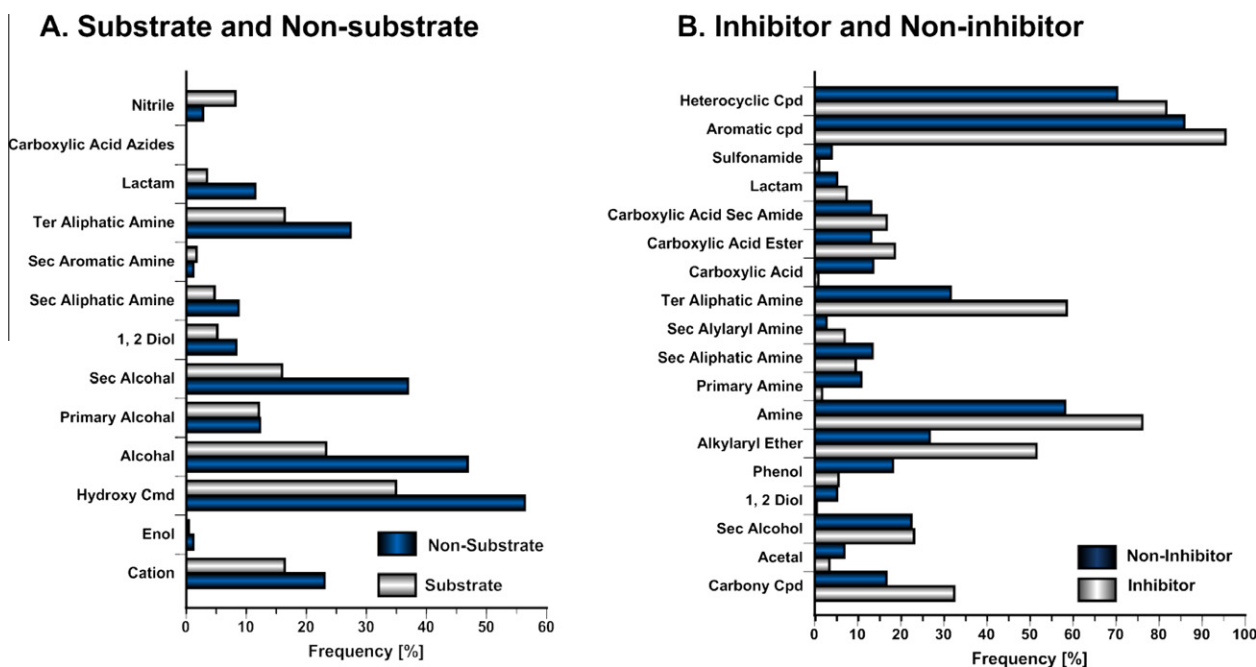 A. Substrate and Non-substrate
Nitrile
Carboxylic Acid Azides
Lactam
Ter Aliphatic Amine
Sec Aromatic Amine
Sec Aliphatic Amine
1, 2 Diol
Sec Alcohal
Primary Alcohal
Alcohal
Hydroxy Cmd
Enol
Cation
Non-Substrate
Substrate
0 10 20 30 40 50 60
Frequency [%]
B. Inhibitor and Non-inhibitor
Heterocyclic Cpd
Aromatic cpd
Sulfonamide
Lactam
Carboxylic Acid Sec Amide
Carboxylic Acid Ester
Carboxylic Acid
Ter Aliphatic Amine
Sec Alylaryl Amine
Sec Aliphatic Amine
Primary Amine
Amine
Alkylaryl Ether
Phenol
1, 2 Diol
Sec Alcohol
Acetal
Carbony Cpd
Non-Inhibitor
Inhibitor
0 10 20 30 40 50 60 70 80 90 100
Frequency [%]